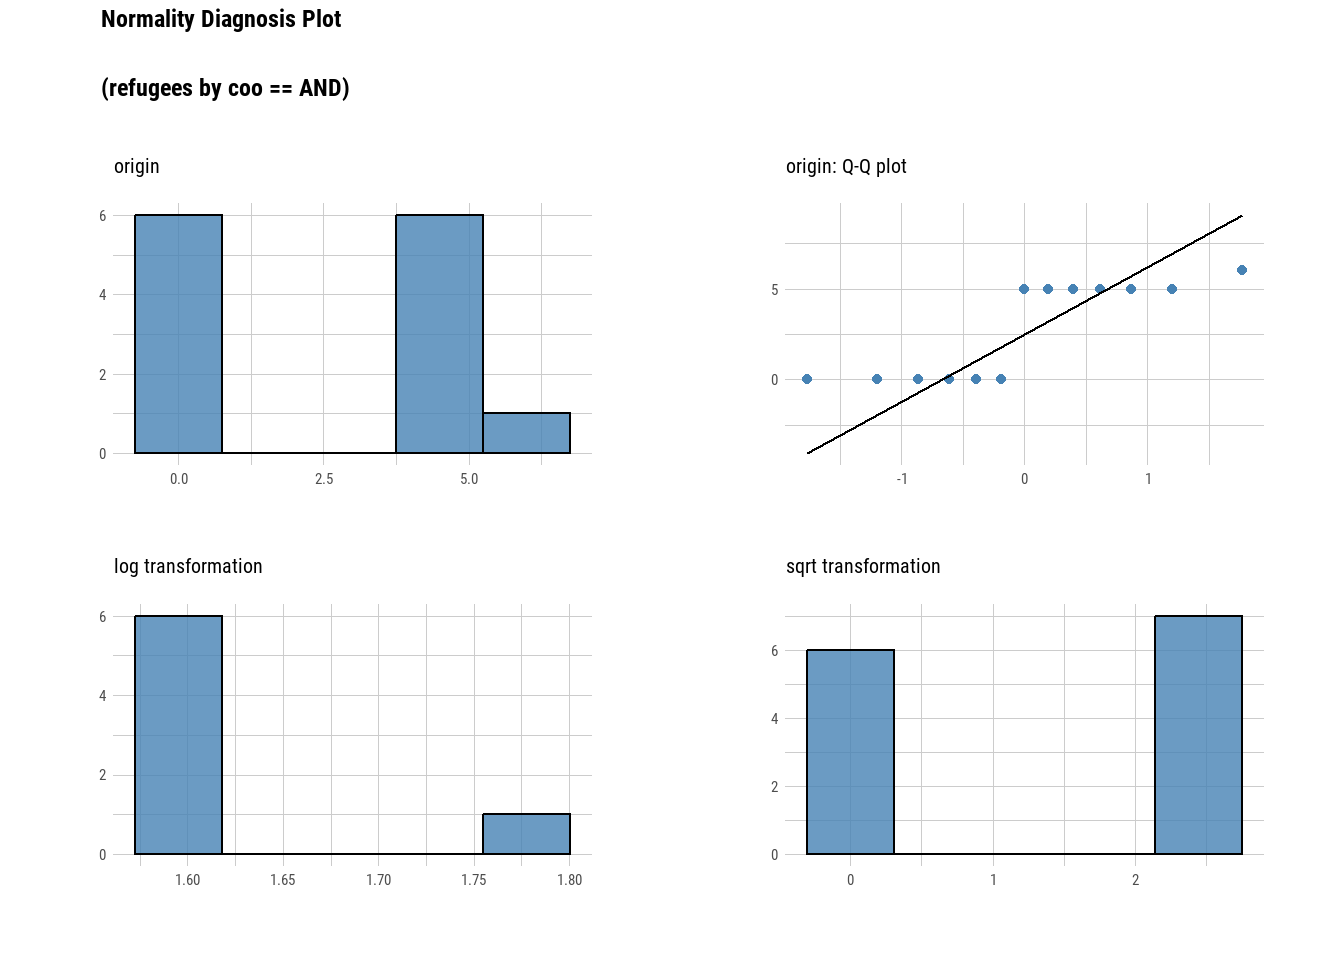 Normality Diagnosis Plot
(refugees by coo == AND)
origin
6
4
2
0
0.0 2.5 5.0
origin: Q-Q plot
5
0
-1 0 1
log transformation
6
4
2
0
1.60 1.65 1.70 1.75 1.80
sqrt transformation
6
4
2
0
0 1 2